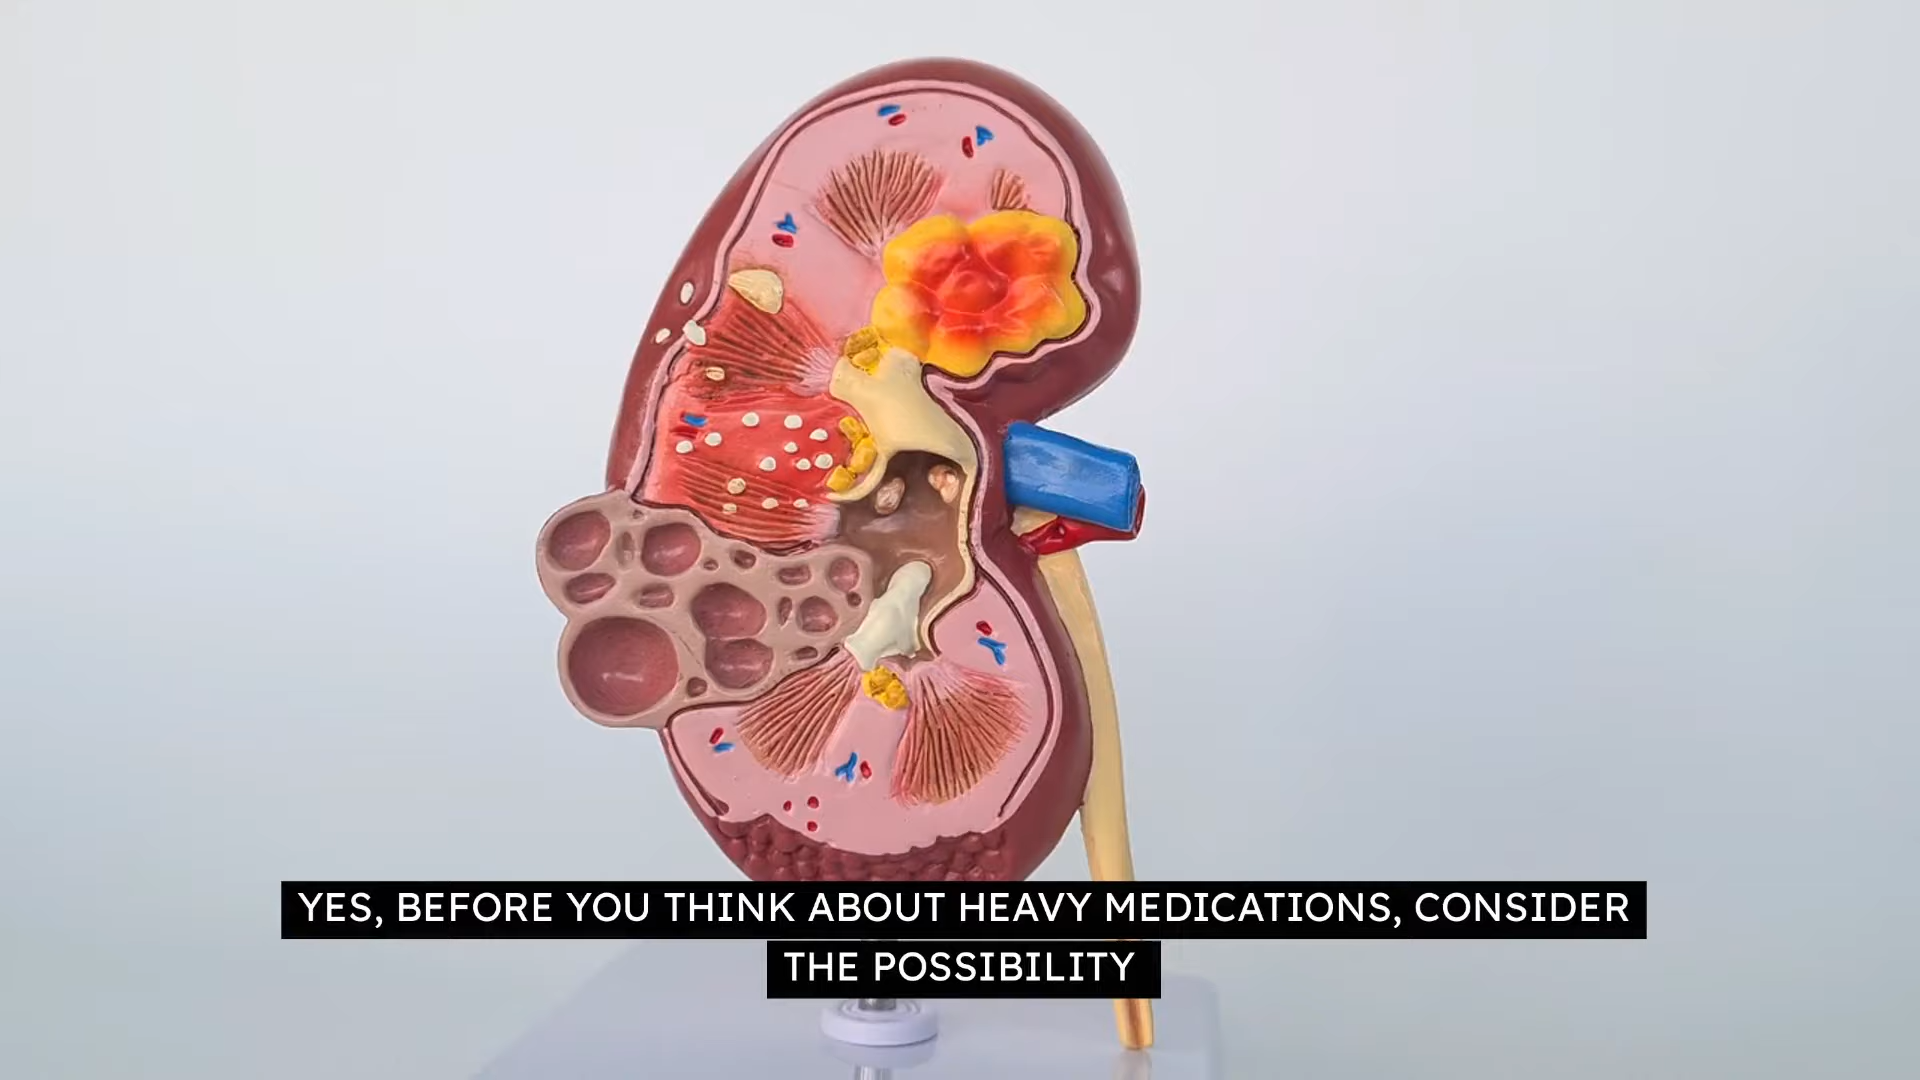 YES, BEFORE YOU THINK ABOUT HEAVY MEDICATIONS, CONSIDER
THE POSSIBILITY